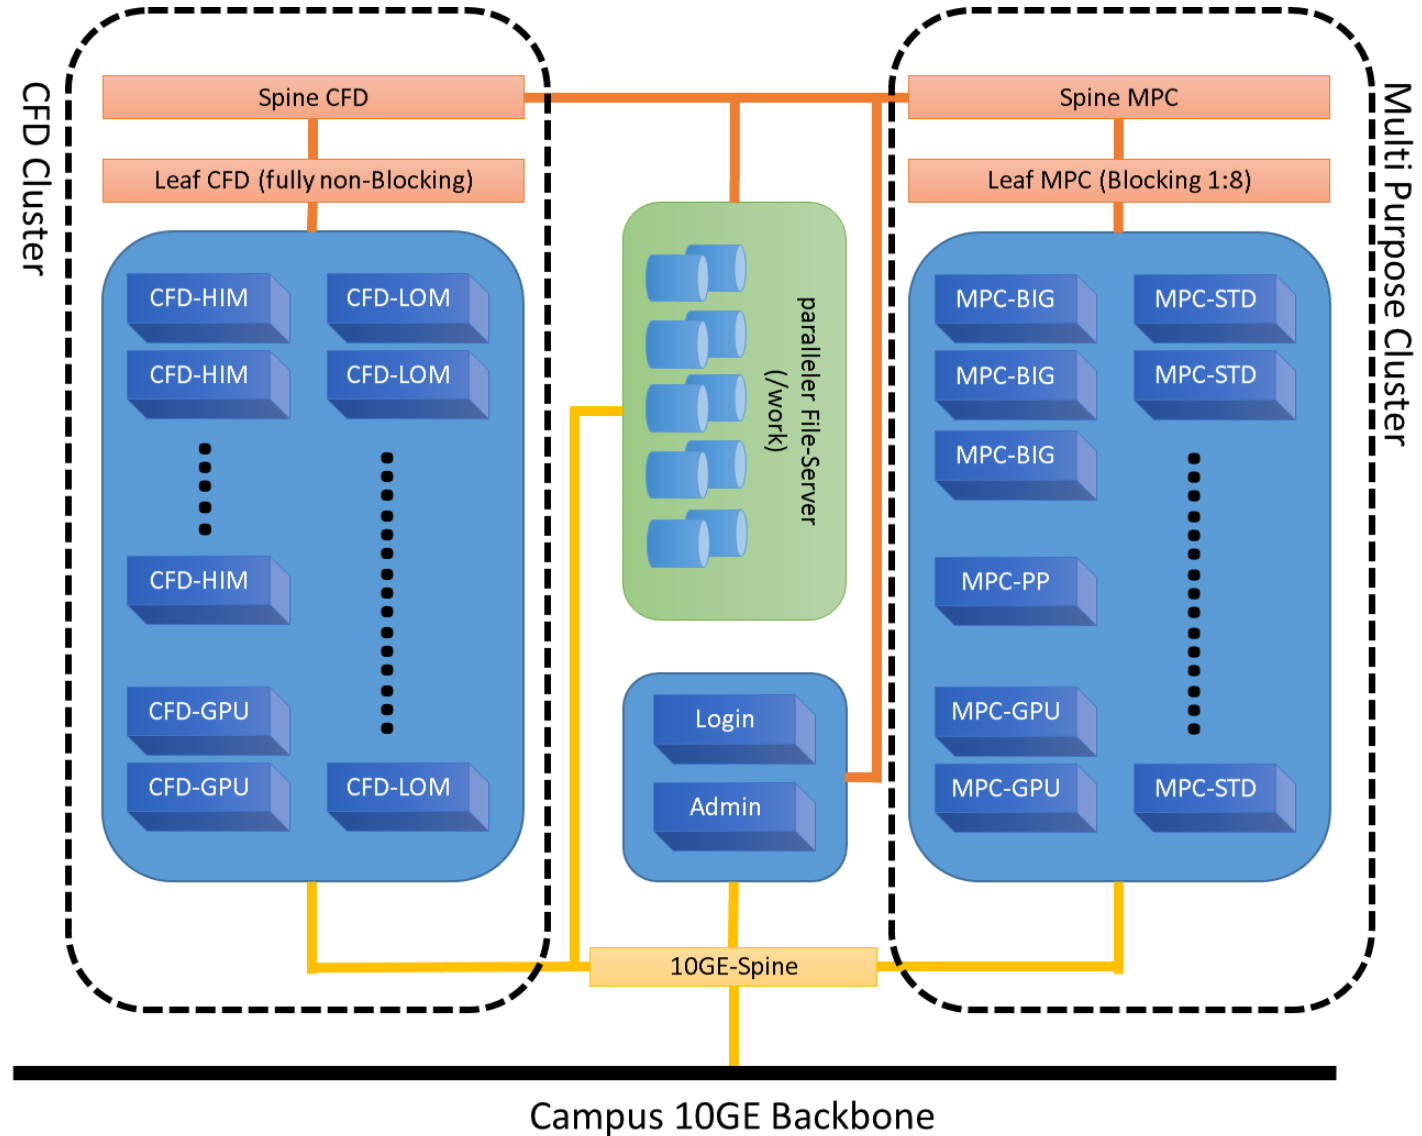 CFD Cluster
Spine CFD
Leaf CFD (fully non-Blocking)
CFD-HIM
CFD-LOM
CFD-HIM
CFD-LOM
CFD-HIM
CFD-GPU
CFD-GPU
CFD-LOM
paralleler File-Server
(/work)
Login
Admin
10GE-Spine
Spine MPC
Leaf MPC (Blocking 1:8)
MPC-BIG
MPC-STD
MPC-BIG
MPC-STD
MPC-BIG
MPC-PP
MPC-GPU
MPC-GPU
MPC-STD
Multi Purpose Cluster
Campus 10GE Backbone